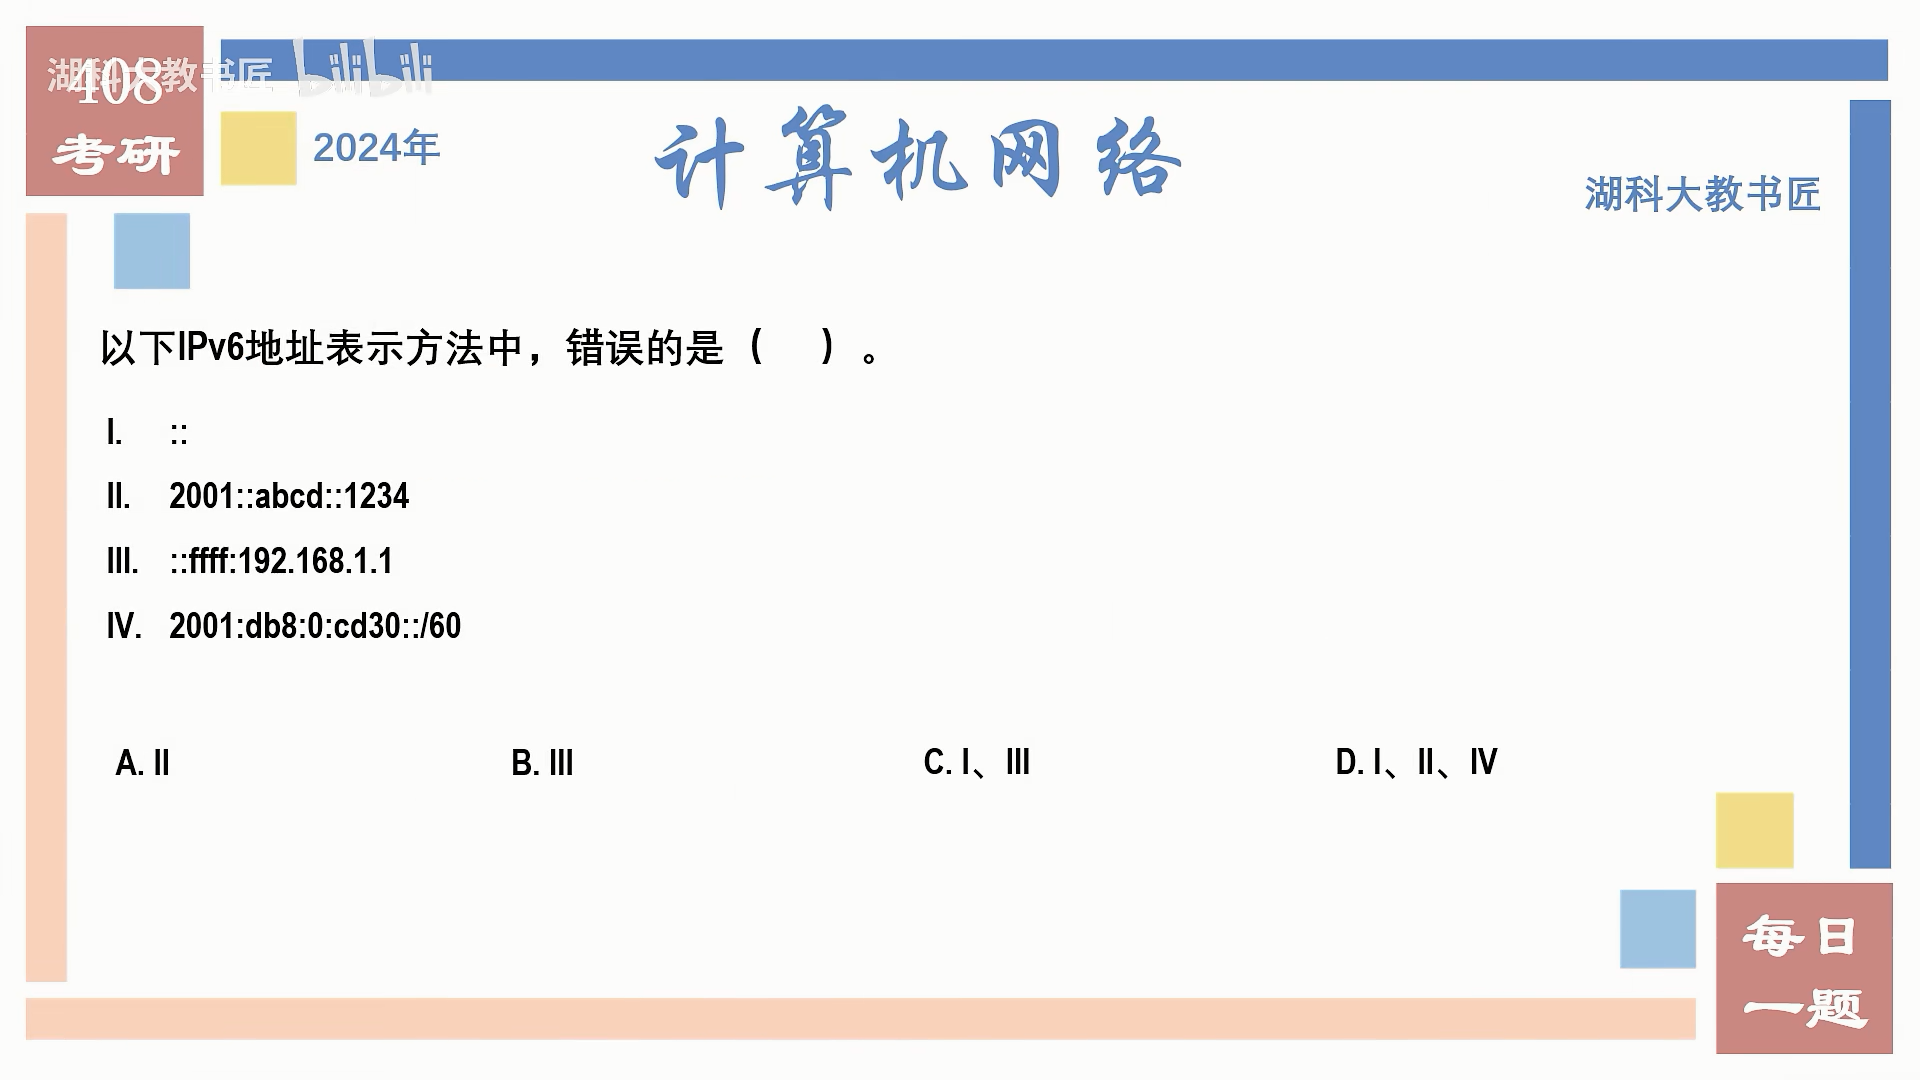 湖科大教书匠 bilibili
408
考研
2024年
计算机网络
湖科大教书匠
以下IPv6地址表示方法中，错误的是（ ）。
I. ::
II. 2001::abcd::1234
III. ::ffff:192.168.1.1
IV. 2001:db8:0:cd30::/60
A. II B. III C. I、III D. I、II、IV
每日
一题